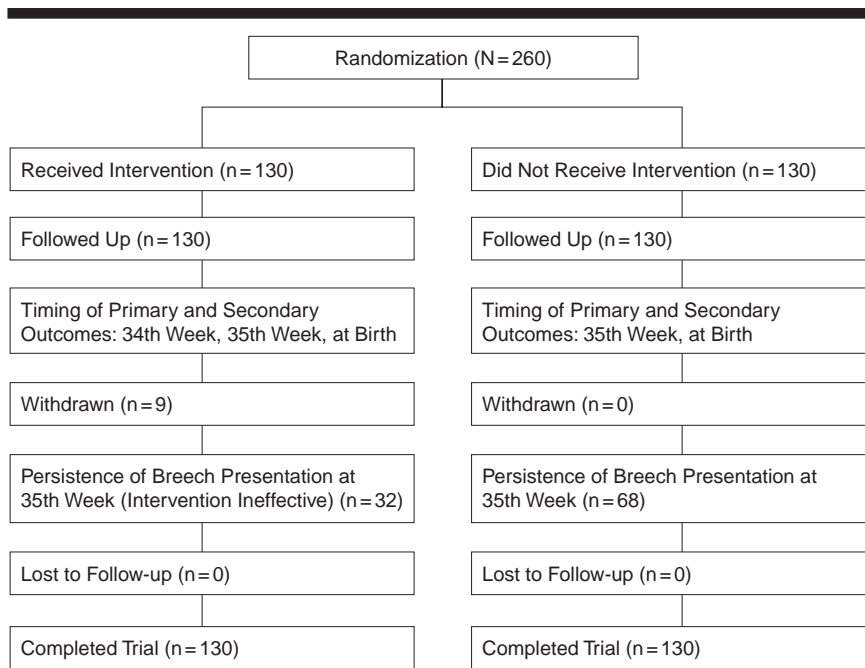 Randomization (N=260)
Received Intervention (n=130)
Did Not Receive Intervention (n=130)
Followed Up (n=130)
Followed Up (n=130)
Timing of Primary and Secondary
Outcomes: 34th Week, 35th Week, at Birth
Timing of Primary and Secondary
Outcomes: 35th Week, at Birth
Withdrawn (n=9)
Withdrawn (n=0)
Persistence of Breech Presentation at
35th Week (Intervention Ineffective) (n=32)
Persistence of Breech Presentation at
35th Week (n=68)
Lost to Follow-up (n=0)
Lost to Follow-up (n=0)
Completed Trial (n=130)
Completed Trial (n=130)